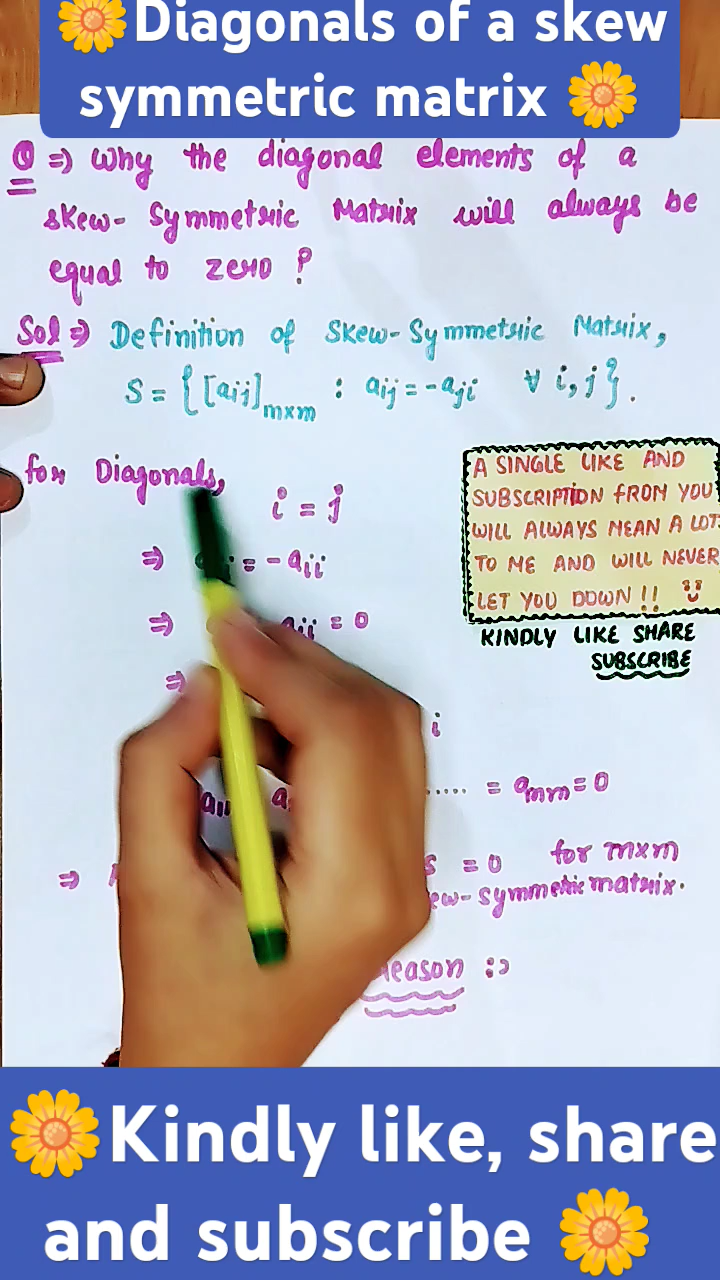 🌼Diagonals of a skew
symmetric matrix 🌼
Q ⇒ Why the diagonal elements of a
skew- Symmetric Matrix will always be
equal to zero ?
Sol ⇒ Definition of Skew-Symmetric Matrix,
S = { [aij]mxm : aij = -aji ∀ i,j }.
for Diagonals,
i = j
⇒ = -aii
⇒ aii = 0
⇒
i
a11 ..... = amm = 0
⇒ = 0 for mxm
symmetric matrix.
Reason :⊃
A SINGLE LIKE AND
SUBSCRIPTION FROM YOU
WILL ALWAYS MEAN A LOT
TO ME AND WILL NEVER
LET YOU DOWN !!
KINDLY LIKE SHARE
SUBSCRIBE
🌼Kindly like, share
and subscribe 🌼